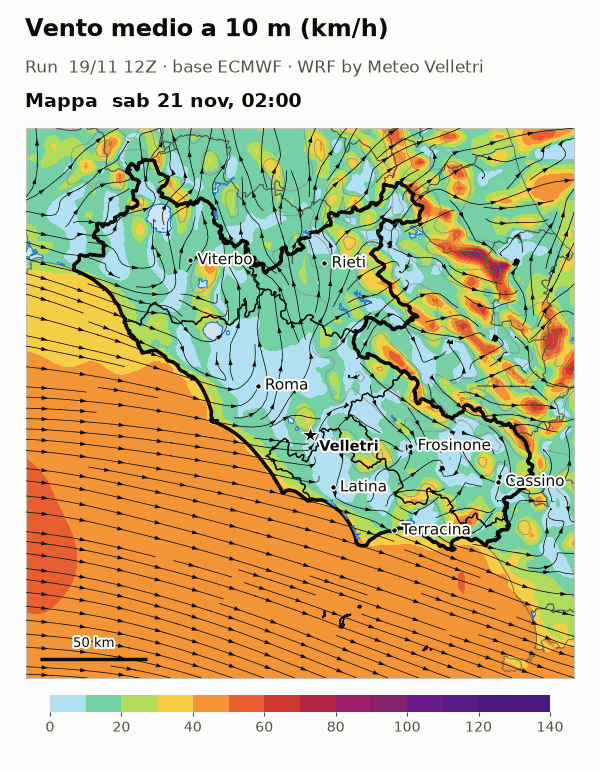 Vento medio a 10 m (km/h)
Run 19/11 12Z · base ECMWF · WRF by Meteo Velletri
Mappa sab 21 nov, 02:00
Viterbo
Rieti
Roma
Velletri
Frosinone
Latina
Cassino
Terracina
50 km
0 20 40 60 80 100 120 140